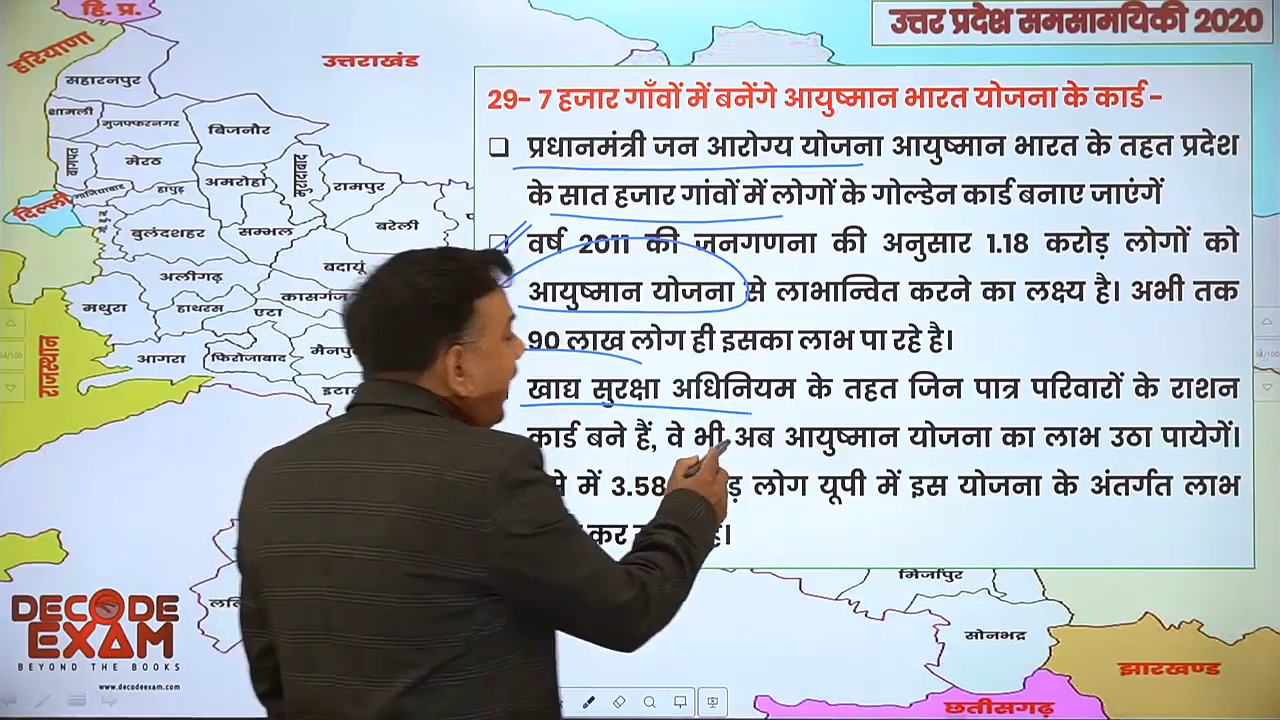 उत्तर प्रदेश समसामयिकी 2020
हि. प्र.
हरियाणा
उत्तराखंड
सहारनपुर
शामली
मुजफ्फरनगर
बिजनौर
बागपत
मेरठ
मुरादाबाद
गाजियाबाद
हापुड़
अमरोहा
रामपुर
दिल्ली
बुलंदशहर
सम्भल
बरेली
अलीगढ़
बदायूं
मथुरा
हाथरस
कासगंज
एटा
आगरा
फिरोजाबाद
राजस्थान
29- 7 हजार गाँवों में बनेंगे आयुष्मान भारत योजना के कार्ड -
❑ प्रधानमंत्री जन आरोग्य योजना आयुष्मान भारत के तहत प्रदेश
के सात हजार गांवों में लोगों के गोल्डेन कार्ड बनाए जाएंगें
वर्ष 2011 की जनगणना की अनुसार 1.18 करोड़ लोगों को
आयुष्मान योजना से लाभान्वित करने का लक्ष्य है। अभी तक
90 लाख लोग ही इसका लाभ पा रहे है।
खाद्य सुरक्षा अधिनियम के तहत जिन पात्र परिवारों के राशन
कार्ड बने हैं, वे भी अब आयुष्मान योजना का लाभ उठा पायेगें।
में 3.58 लोग यूपी में इस योजना के अंतर्गत लाभ
कर
मिर्जापुर
सोनभद्र
झारखण्ड
छत्तीसगढ़
DECODE
EXAM
BEYOND THE BOOKS
www.decodeexam.com